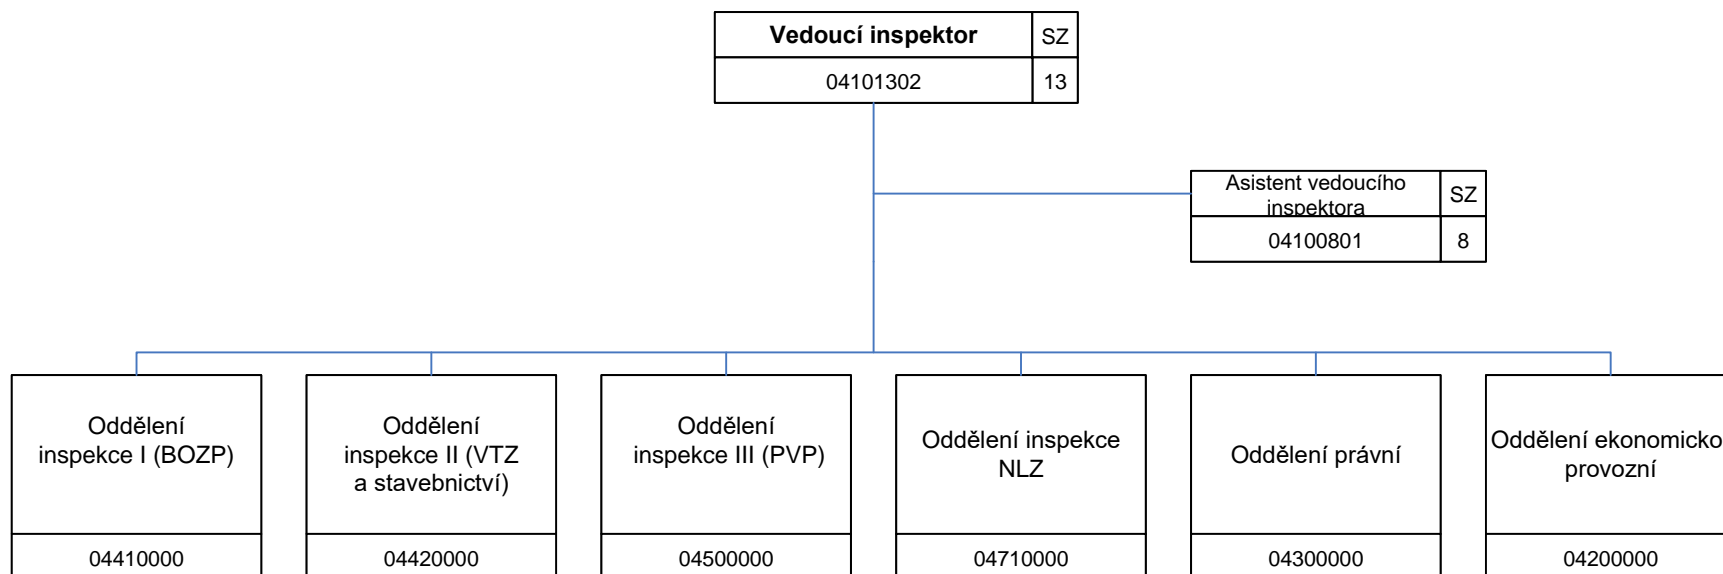 Vedoucí inspektor SZ
04101302 13
Asistent vedoucího
inspektora SZ
04100801 8
Oddělení
inspekce I (BOZP)
04410000
Oddělení
inspekce II (VTZ
a stavebnictví)
04420000
Oddělení
inspekce III (PVP)
04500000
Oddělení inspekce
NLZ
04710000
Oddělení právní
04300000
Oddělení ekonomicko
provozní
04200000